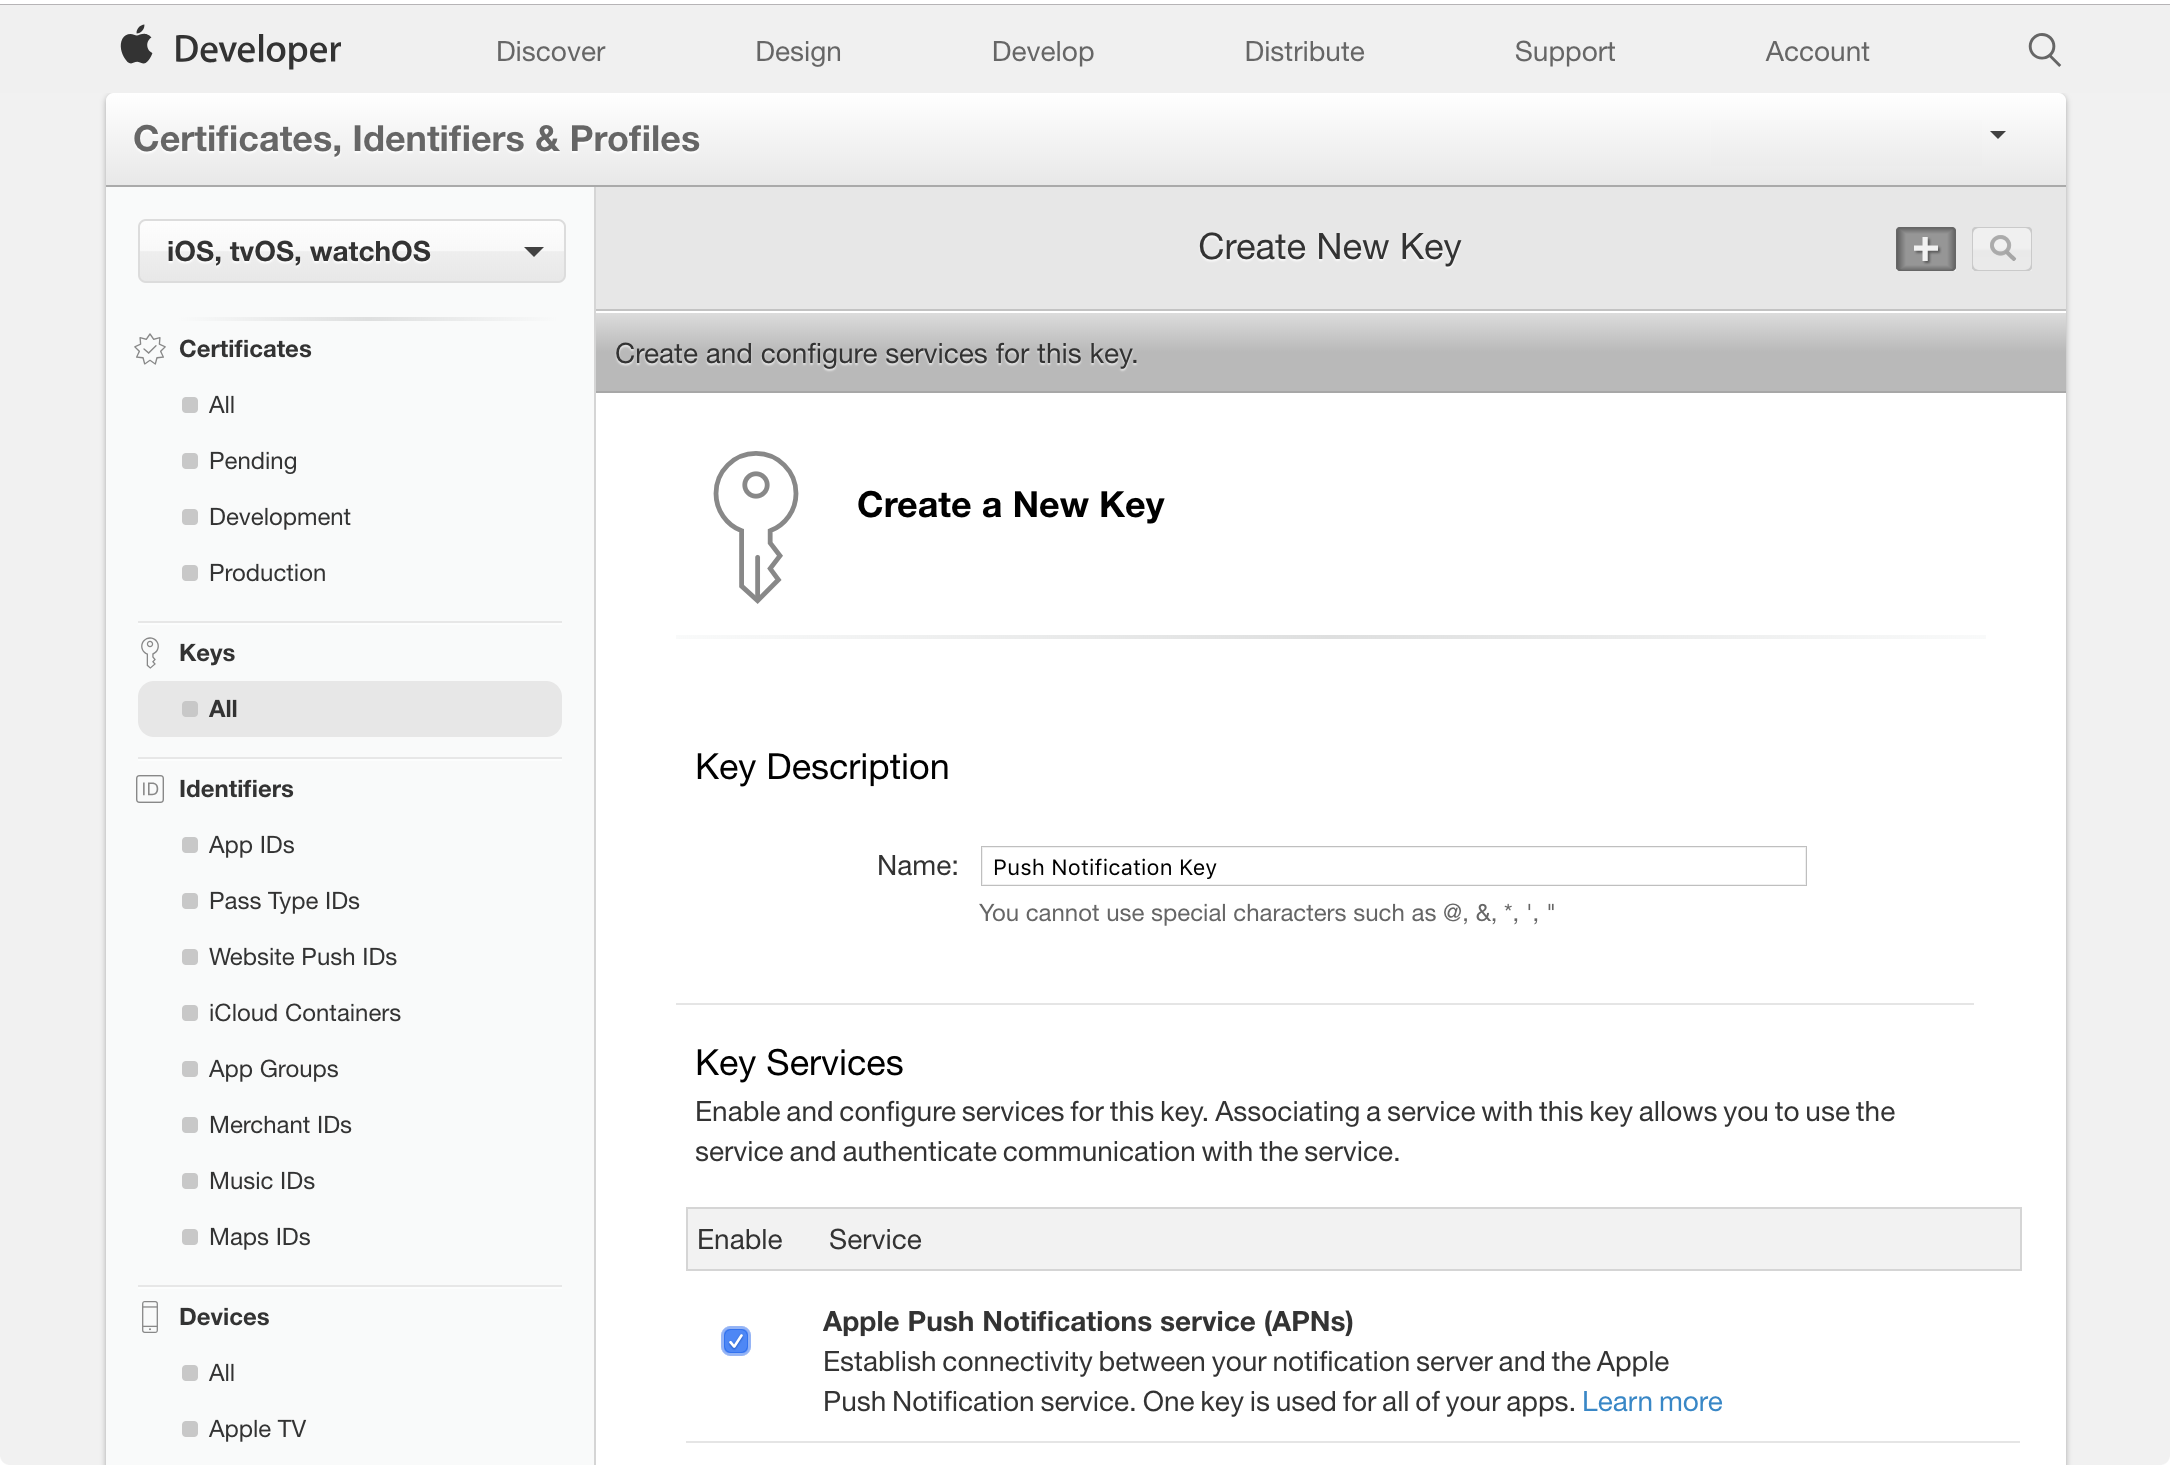 Developer
Discover
Design
Develop
Distribute
Support
Account
Certificates, Identifiers & Profiles
iOS, tvOS, watchOS
Certificates
All
Pending
Development
Production
Keys
All
ID Identifiers
App IDs
Pass Type IDs
Website Push IDs
iCloud Containers
App Groups
Merchant IDs
Music IDs
Maps IDs
Devices
All
Apple TV
Create New Key
Create and configure services for this key.
Create a New Key
Key Description
Name: Push Notification Key
You cannot use special characters such as @, &, *, ', "
Key Services
Enable and configure services for this key. Associating a service with this key allows you to use the
service and authenticate communication with the service.
Enable Service
Apple Push Notifications service (APNs)
Establish connectivity between your notification server and the Apple
Push Notification service. One key is used for all of your apps. Learn more